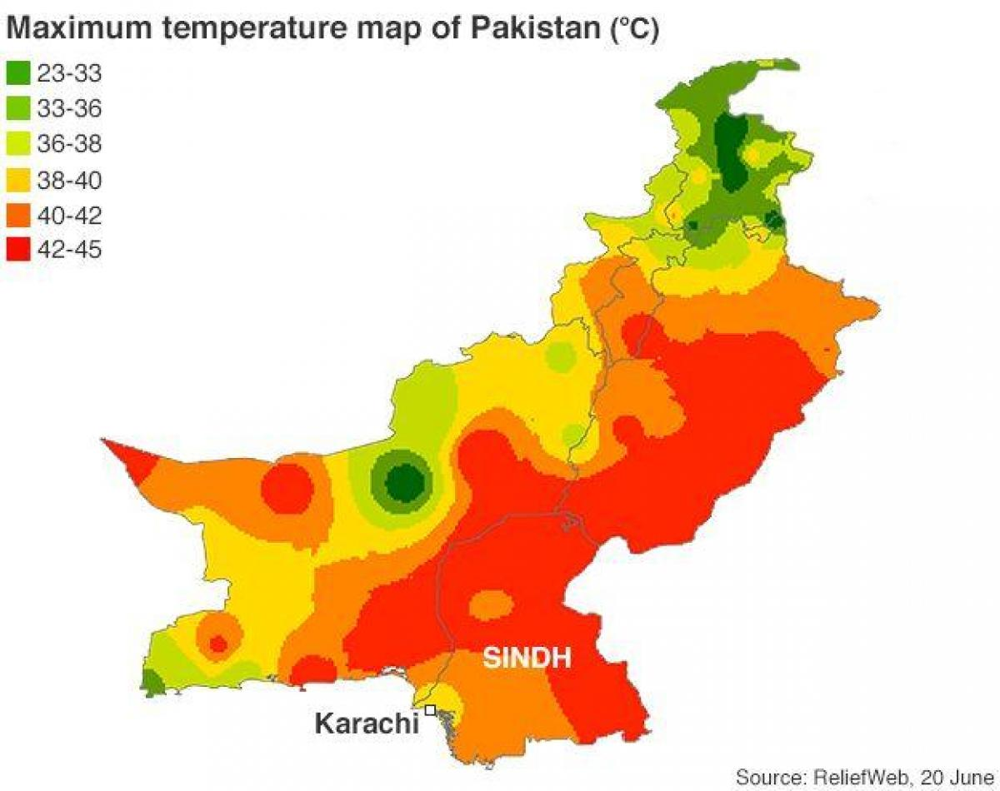 Maximum temperature map of Pakistan (°C)
23-33
33-36
36-38
38-40
40-42
42-45
SINDH
Karachi
Source: ReliefWeb, 20 June